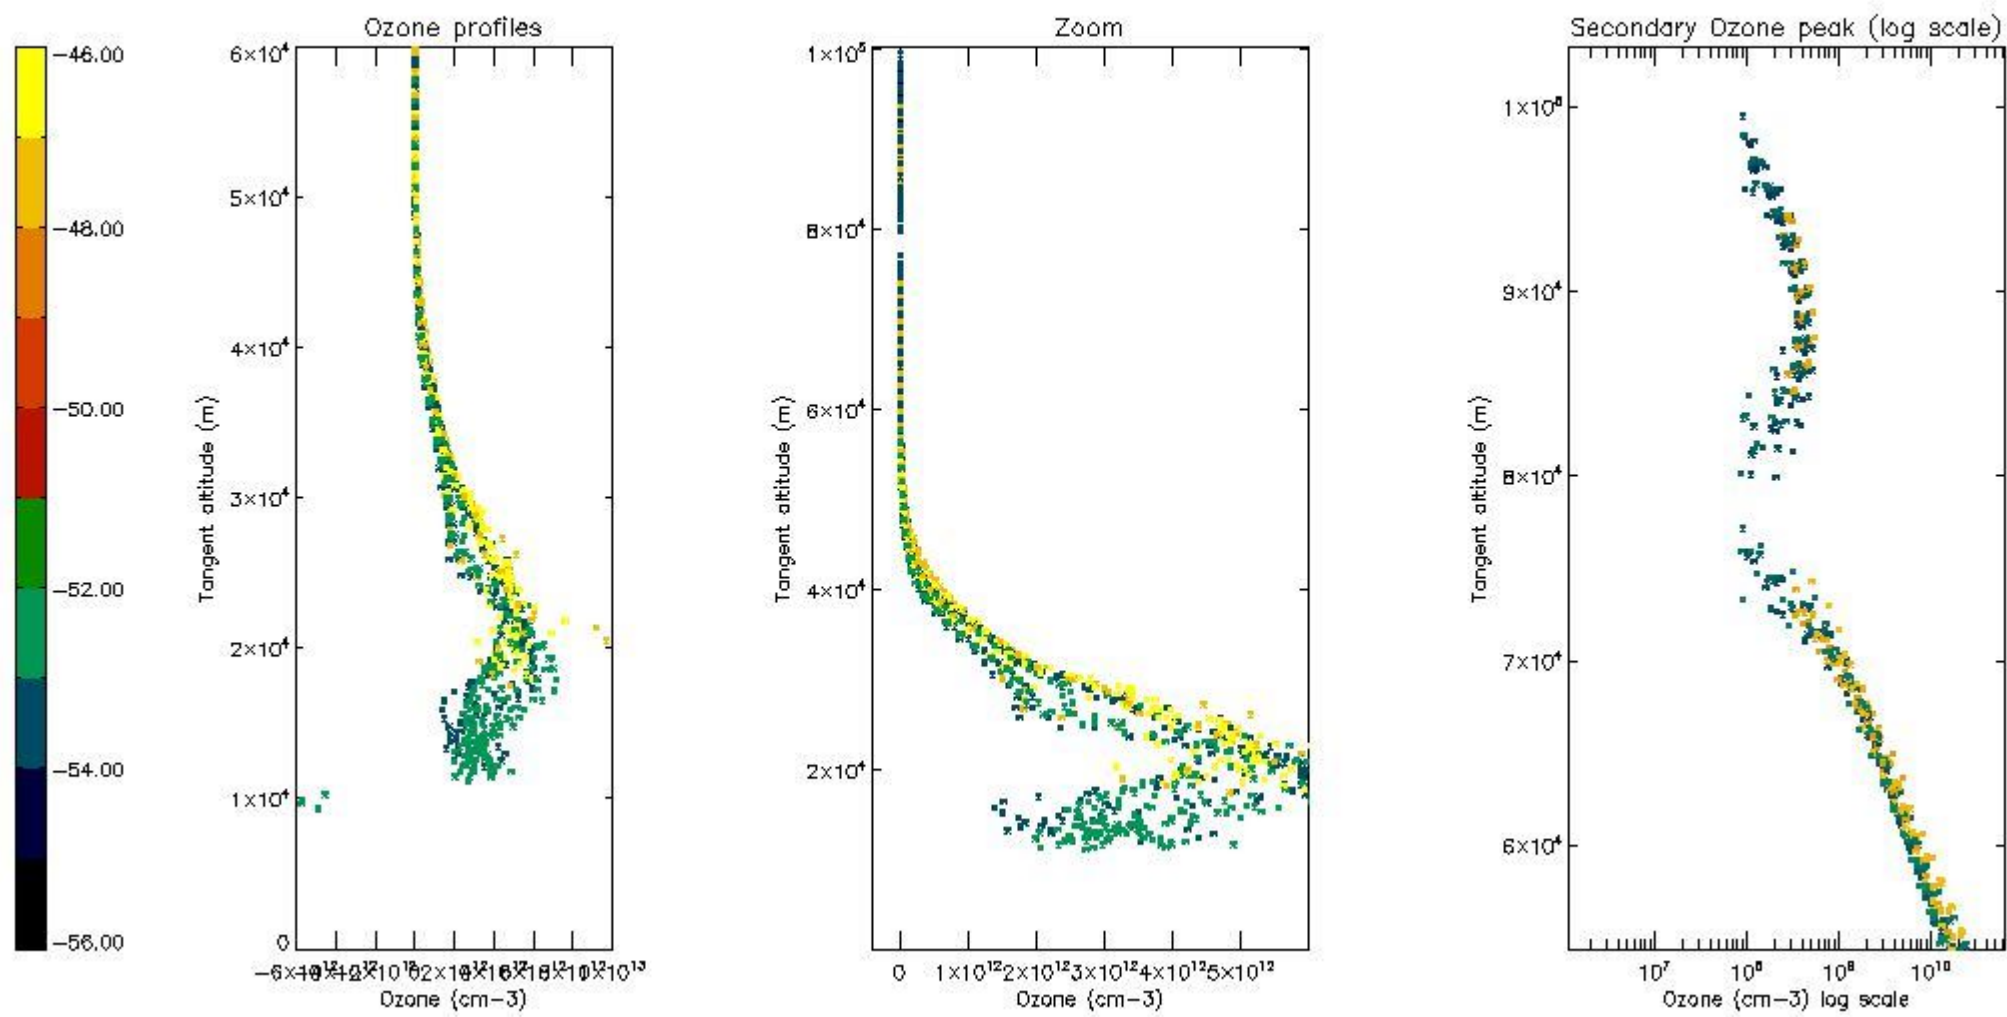 Ozone profiles
Zoom
Secondary Ozone peak (log scale)
-46.00
-48.00
-50.00
-52.00
-54.00
-56.00
6×10⁴
5×10⁴
4×10⁴
3×10⁴
2×10⁴
1×10⁴
0
Tangent altitude (m)
Ozone (cm-3)
1×10⁵
8×10⁴
6×10⁴
4×10⁴
2×10⁴
Tangent altitude (m)
0 1×10¹² 2×10¹² 3×10¹² 4×10¹² 5×10¹²
Ozone (cm-3)
9×10⁴
8×10⁴
7×10⁴
6×10⁴
Tangent altitude (m)
10⁷ 10⁸ 10⁹ 10¹⁰
Ozone (cm-3) log scale